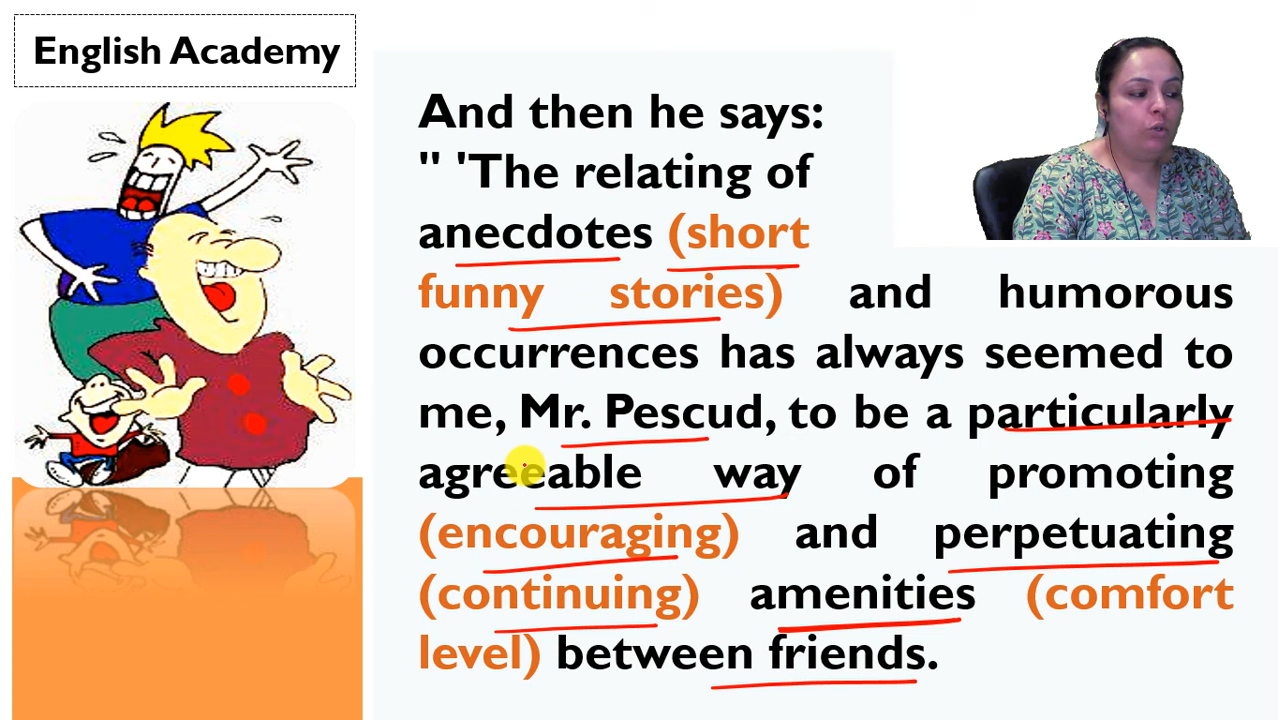 English Academy
And then he says:
" 'The relating of
anecdotes (short
funny stories) and humorous
occurrences has always seemed to
me, Mr. Pescud, to be a particularly
agreeable way of promoting
(encouraging) and perpetuating
(continuing) amenities (comfort
level) between friends.